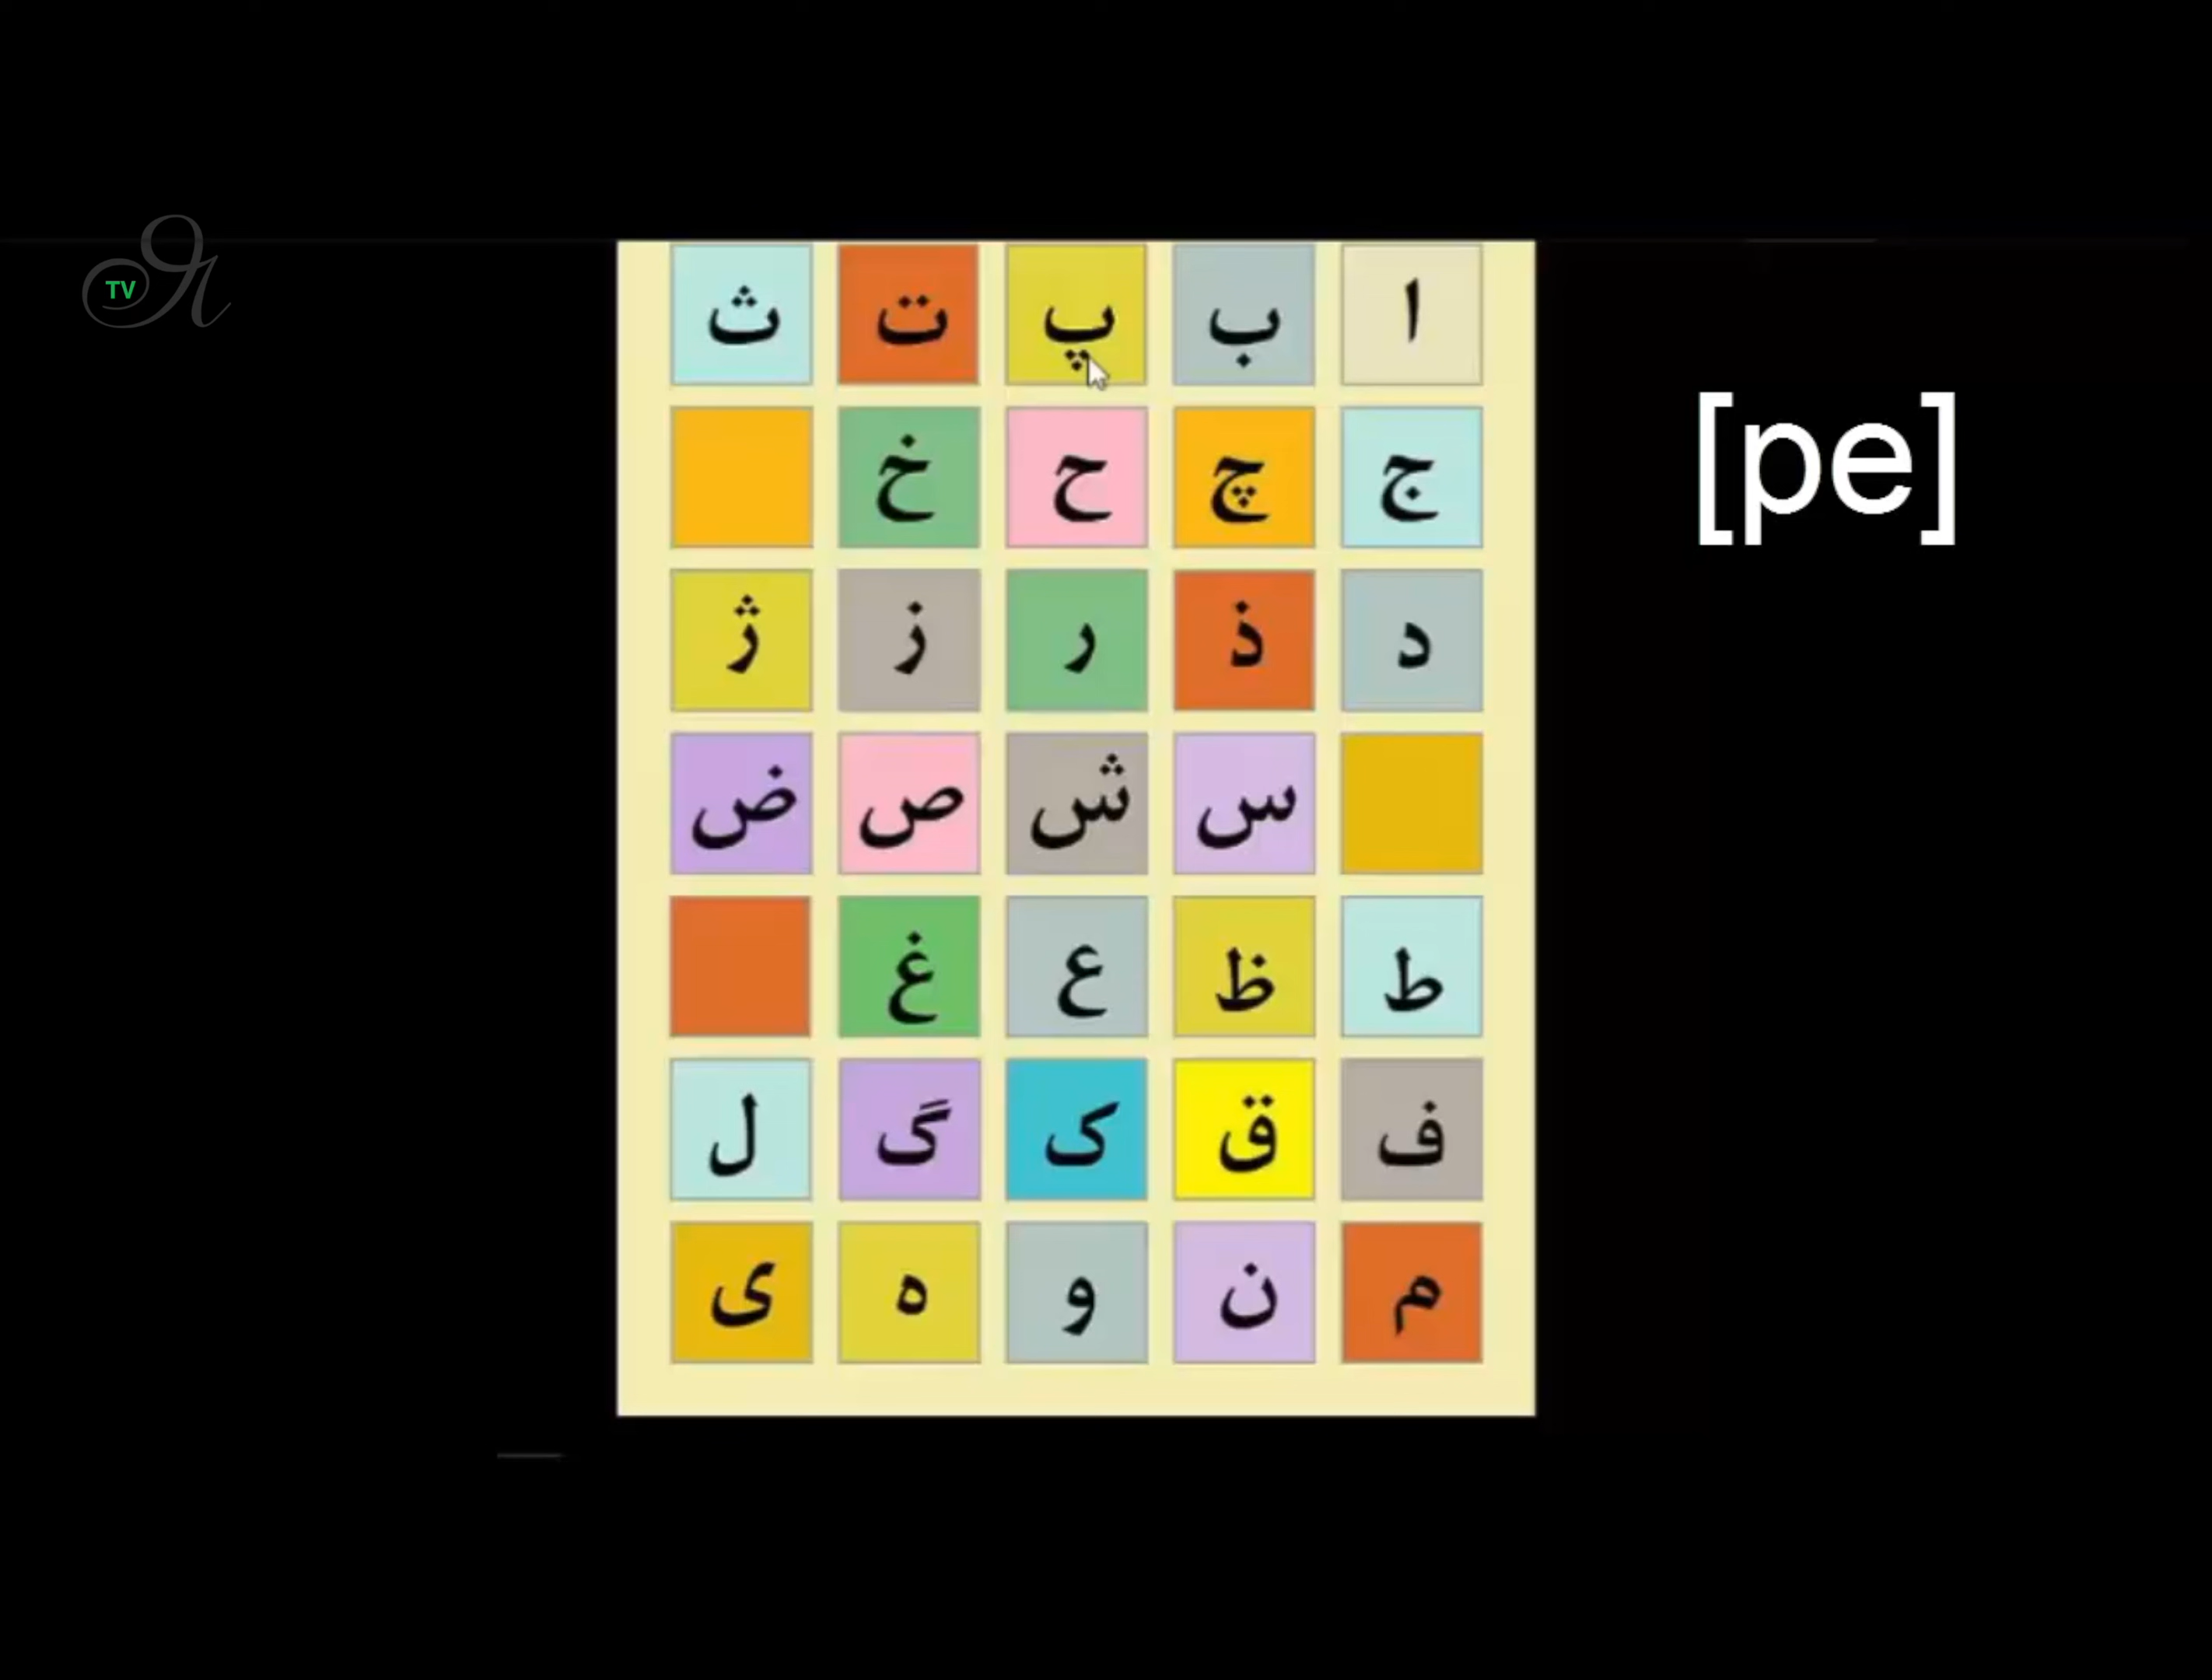 TV Я
ا ب پ ت ث
[pe]
ج چ ح خ
د ذ ر ز ژ
س ش ص ض
ط ظ ع غ
ف ق ک گ ل
م ن و ه ی